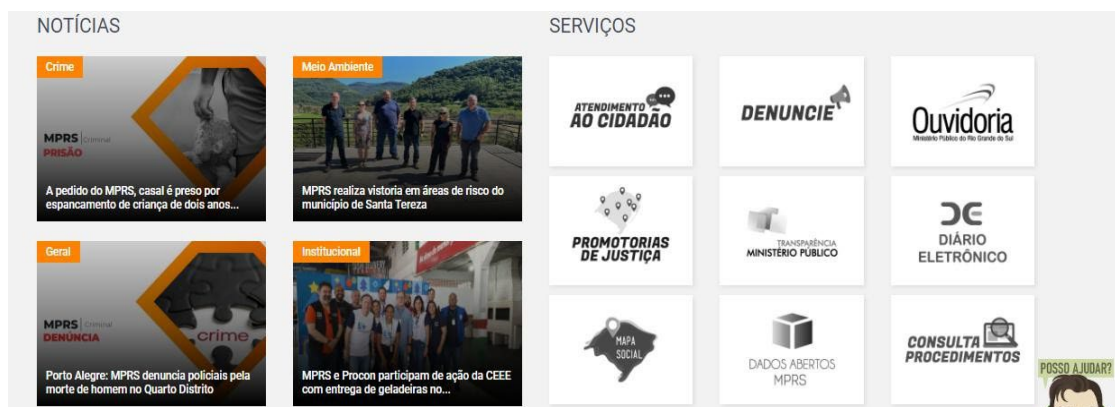 NOTÍCIAS
Crime
MPRS Criminal
PRISÃO
A pedido do MPRS, casal é preso por
espancamento de criança de dois anos...
Meio Ambiente
MPRS realiza vistoria em áreas de risco do
município de Santa Tereza
Geral
MPRS Criminal
DENÚNCIA
crime
Porto Alegre: MPRS denuncia policiais pela
morte de homem no Quarto Distrito
Institucional
MPRS e Procon participam de ação da CEEE
com entrega de geladeiras no...
SERVIÇOS
ATENDIMENTO
AO CIDADÃO
DENUNCIE
Ouvidoria
Ministério Público do Rio Grande do Sul
PROMOTORIAS
DE JUSTIÇA
TRANSPARÊNCIA
MINISTÉRIO PÚBLICO
DE
DIÁRIO
ELETRÔNICO
MAPA
SOCIAL
DADOS ABERTOS
MPRS
CONSULTA
PROCEDIMENTOS
POSSO AJUDAR?